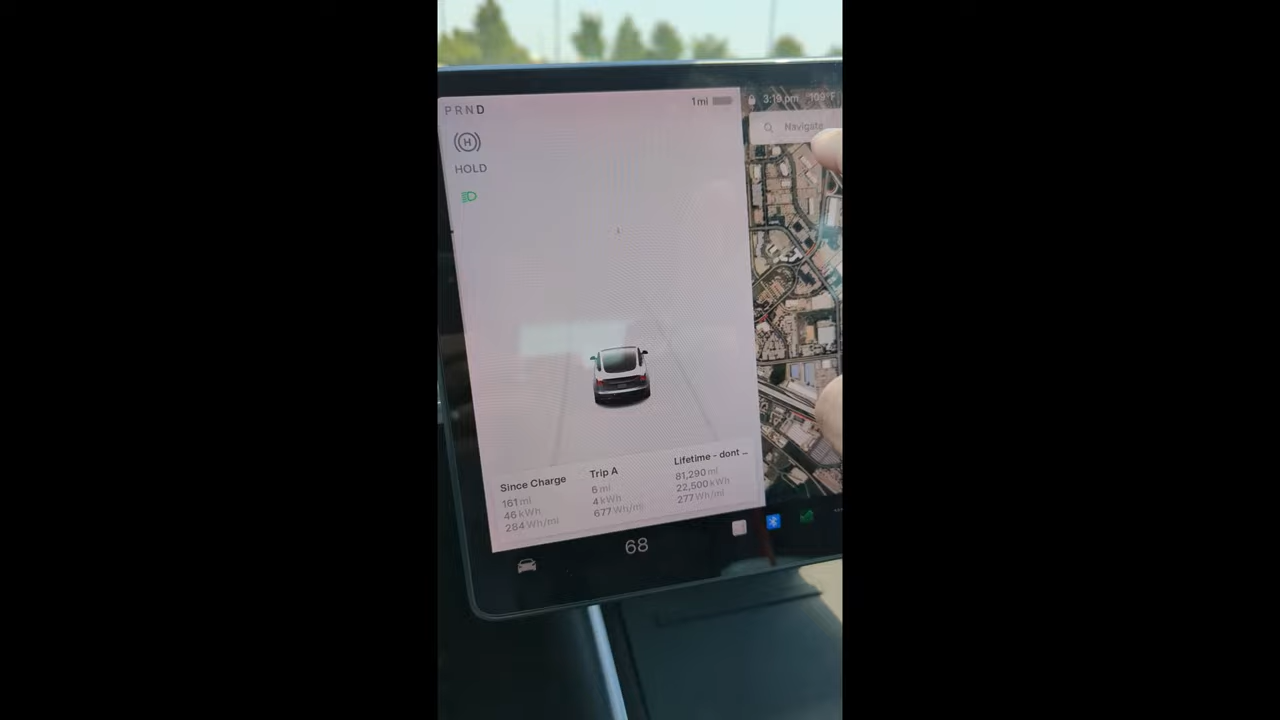 PRND
1 mi
3:19 pm
109°F
Navigate
H
HOLD
Since Charge
161 mi
46 kWh
284 Wh/mi
Trip A
6 mi
4 kWh
677 Wh/mi
Lifetime - dont ...
81,290 mi
22,500 kWh
277 Wh/mi
68